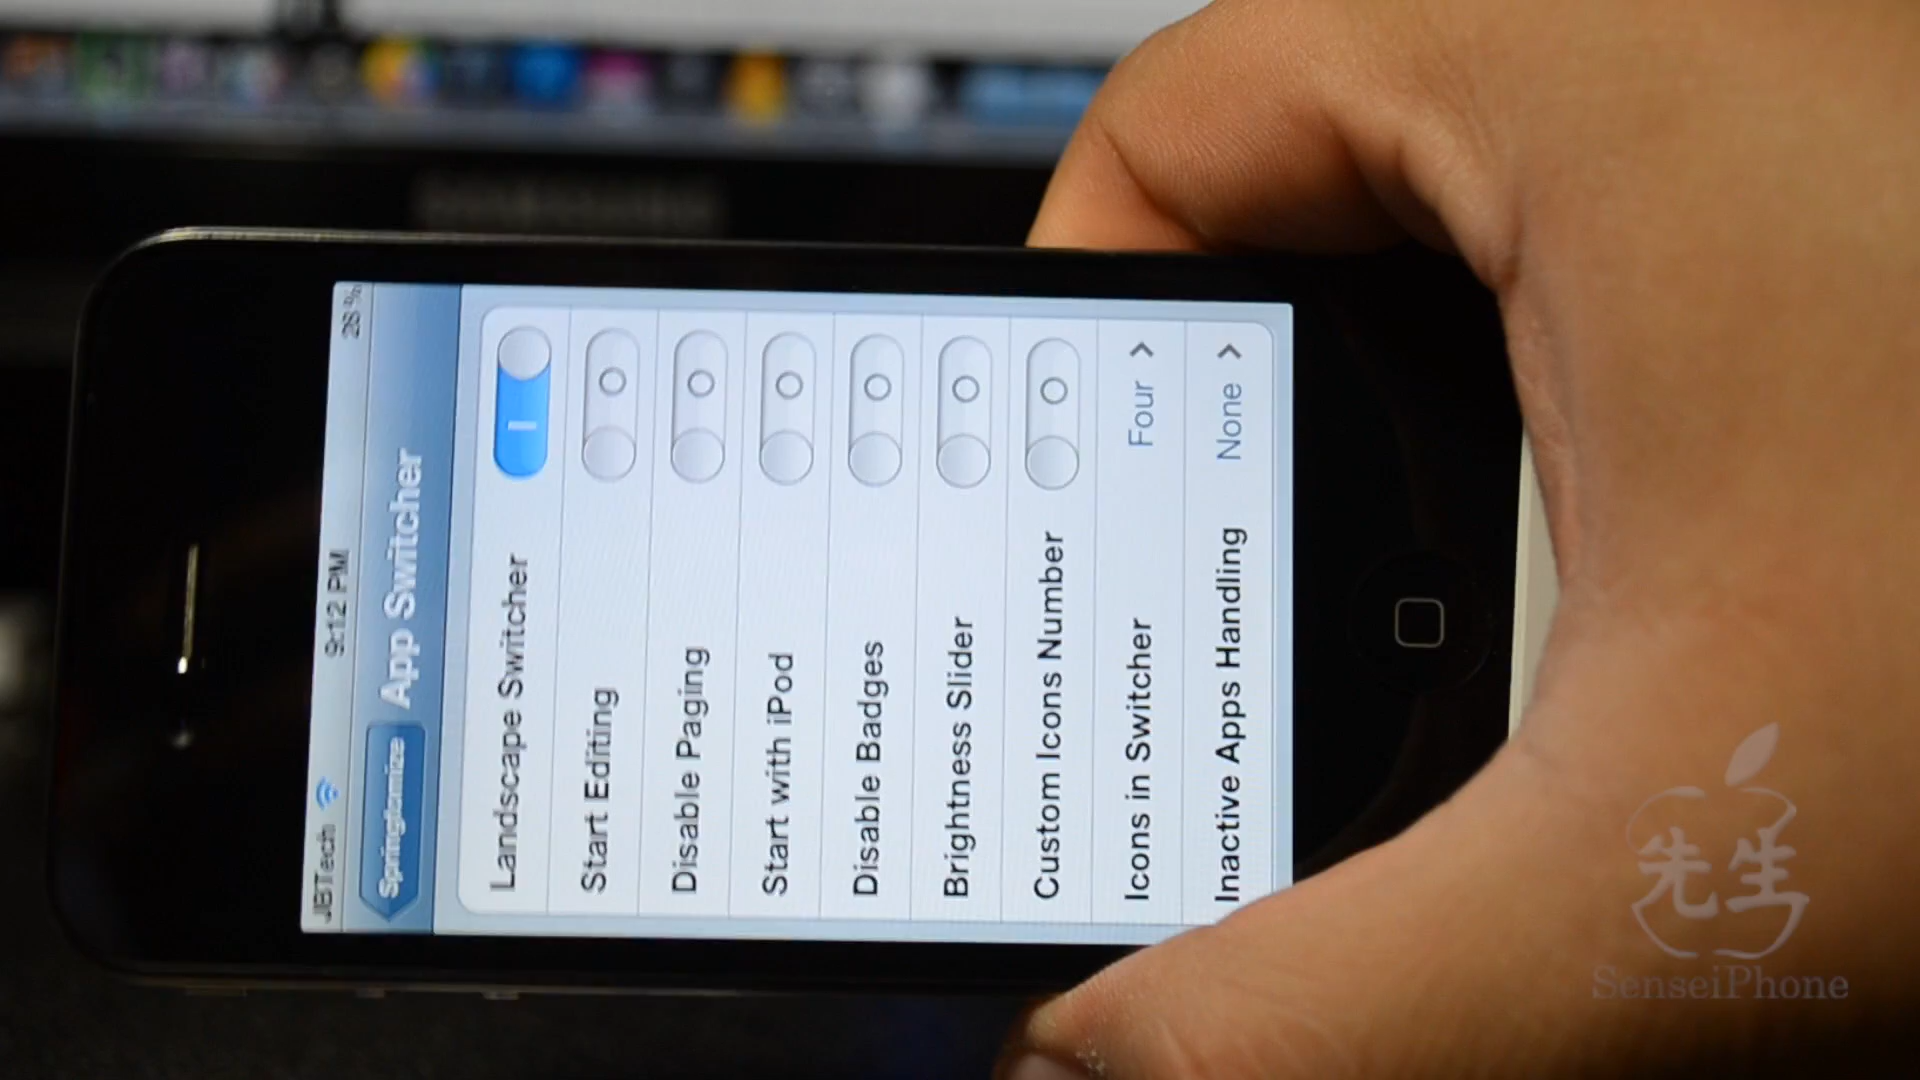 JBTech 9:12 PM 26 %
Springtomize App Switcher
Landscape Switcher
Start Editing
Disable Paging
Start with iPod
Disable Badges
Brightness Slider
Custom Icons Number
Icons in Switcher Four
Inactive Apps Handling None
先生
SenseiPhone